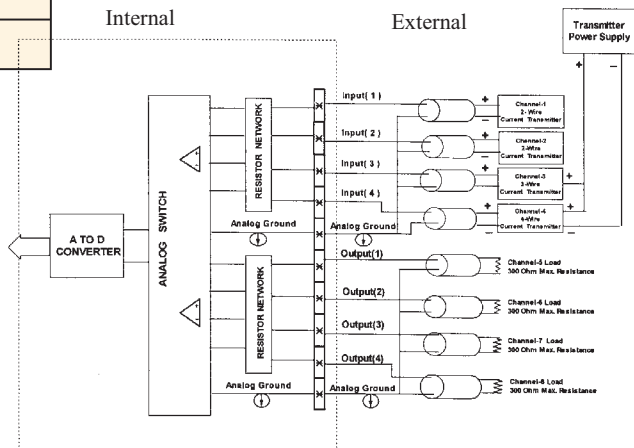 Internal
External
Transmitter
Power Supply
+
–
Input( 1 )
Input( 2 )
Input( 3 )
Input( 4 )
Analog Ground
Analog Ground
Output(1)
Output(2)
Output(3)
Output(4)
Analog Ground
Analog Ground
RESISTOR NETWORK
RESISTOR NETWORK
ANALOG SWITCH
A TO D
CONVERTER
+
–
Channel-1
2-Wire
Current Transmitter
+
–
Channel-2
2-Wire
Current Transmitter
+
–
Channel-3
3-Wire
Current Transmitter
+
+
–
Channel-4
4-Wire
Current Transmitter
+
–
Channel-5 Load
300 Ohm Max. Resistance
Channel-6 Load
300 Ohm Max. Resistance
Channel-7 Load
300 Ohm Max. Resistance
Channel-8 Load
300 Ohm Max. Resistance